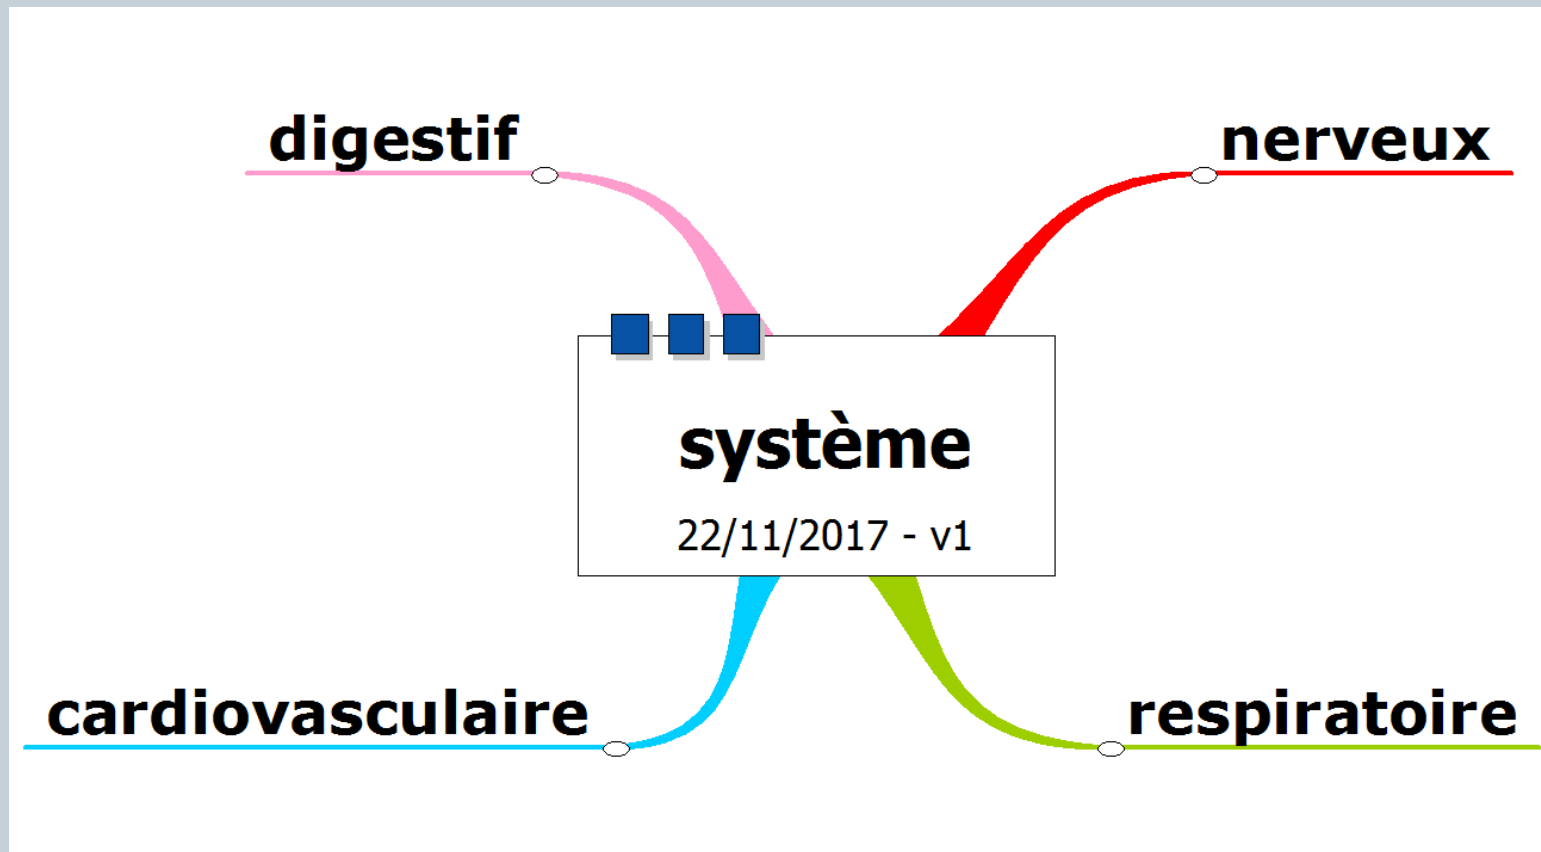 digestif
nerveux
système
22/11/2017 - v1
cardiovasculaire
respiratoire